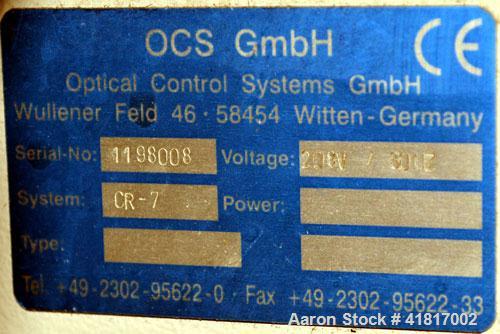 OCS GmbH CE
Optical Control Systems GmbH
Wullener Feld 46 · 58454 Witten-Germany
Serial-No: 1198008 Voltage: 208V /
System: CR-7 Power:
Type:
Tel. +49-2302-95622-0 · Fax +49-2302-95622-33
Aaron Stock # 41817002